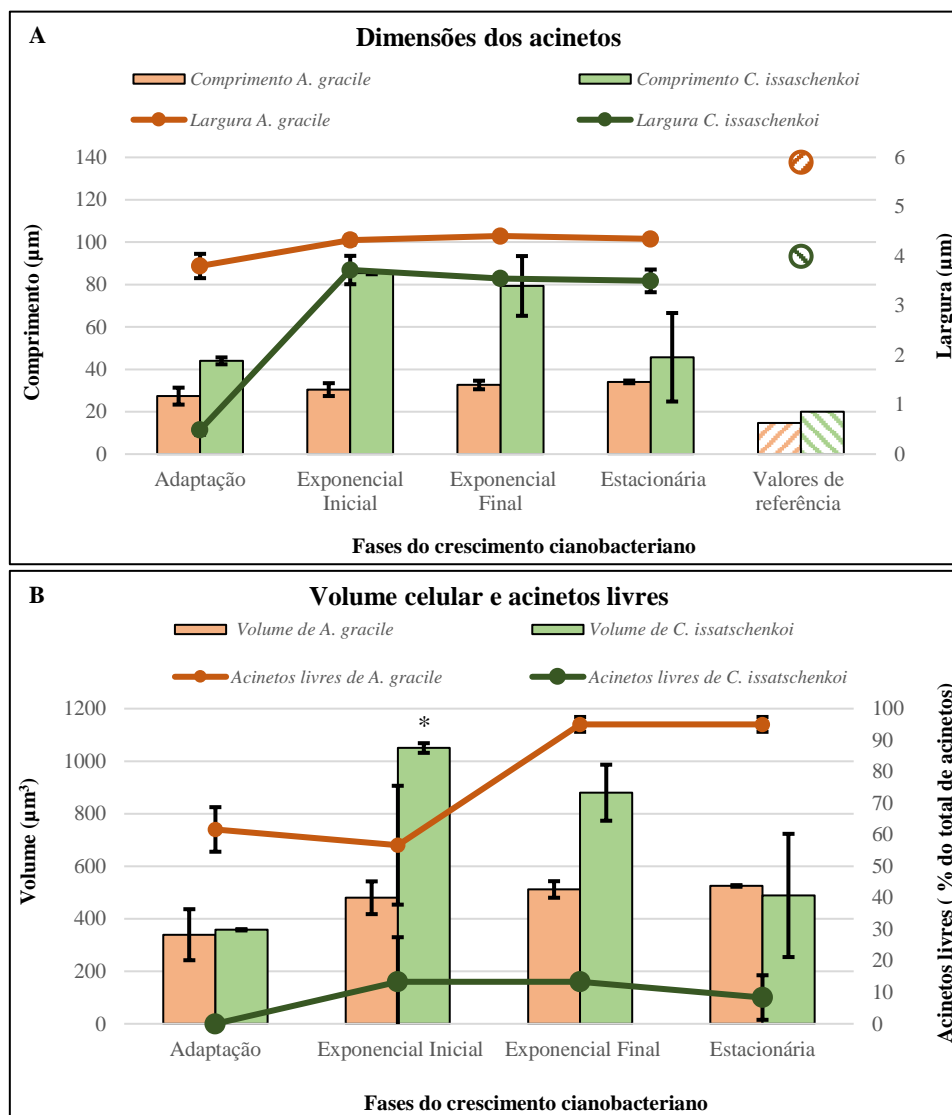 A
Dimensões dos acinetos
Comprimento A. gracile
Comprimento C. issaschenkoi
Largura A. gracile
Largura C. issaschenkoi
140
120
100
80
60
40
20
0
Comprimento (µm)
6
5
4
3
2
1
0
Largura (µm)
Adaptação
Exponencial Inicial
Exponencial Final
Estacionária
Valores de referência
Fases do crescimento cianobacteriano
B
Volume celular e acinetos livres
Volume de A. gracile
Volume de C. issatschenkoi
Acinetos livres de A. gracile
Acinetos livres de C. issatschenkoi
1200
1000
800
600
400
200
0
Volume (µm³)
*
100
90
80
70
60
50
40
30
20
10
0
Acinetos livres ( % do total de acinetos)
Adaptação
Exponencial Inicial
Exponencial Final
Estacionária
Fases do crescimento cianobacteriano